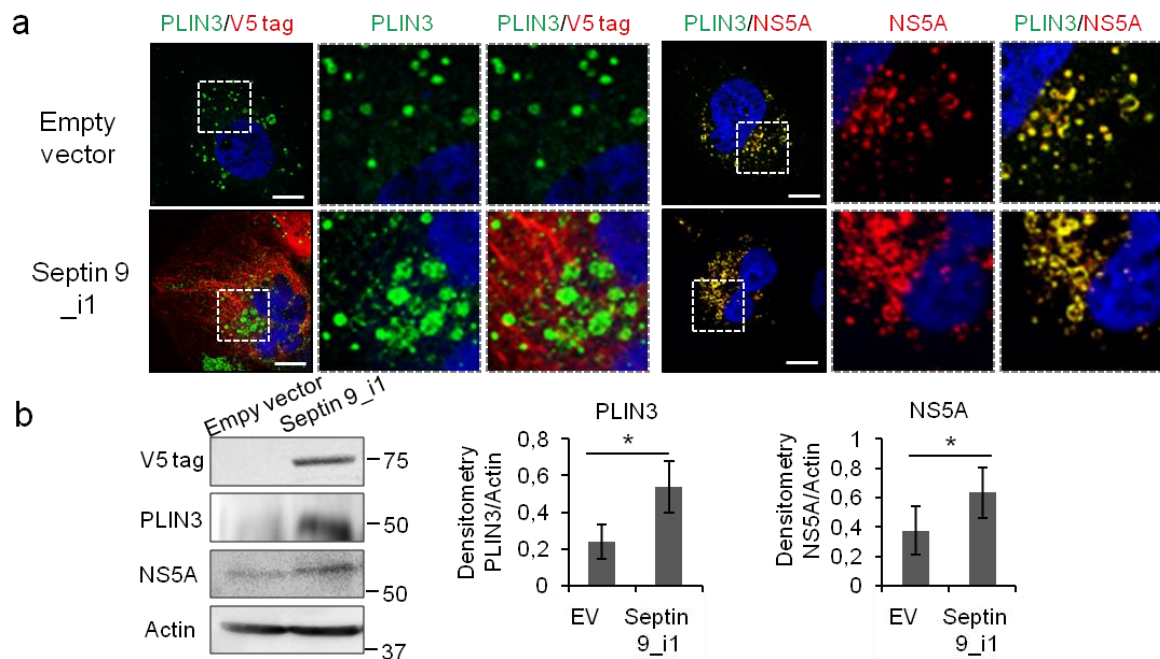 a
PLIN3/V5 tag PLIN3 PLIN3/V5 tag PLIN3/NS5A NS5A PLIN3/NS5A
Empty
vector
Septin 9
_i1
b
Empy vector
Septin 9_i1
V5 tag
75
PLIN3
50
NS5A
50
Actin
37
PLIN3
Densitometry
PLIN3/Actin
0,8
0,6
0,4
0,2
0
*
EV Septin
9_i1
NS5A
Densitometry
NS5A/Actin
1
0,8
0,6
0,4
0,2
0
*
EV Septin
9_i1